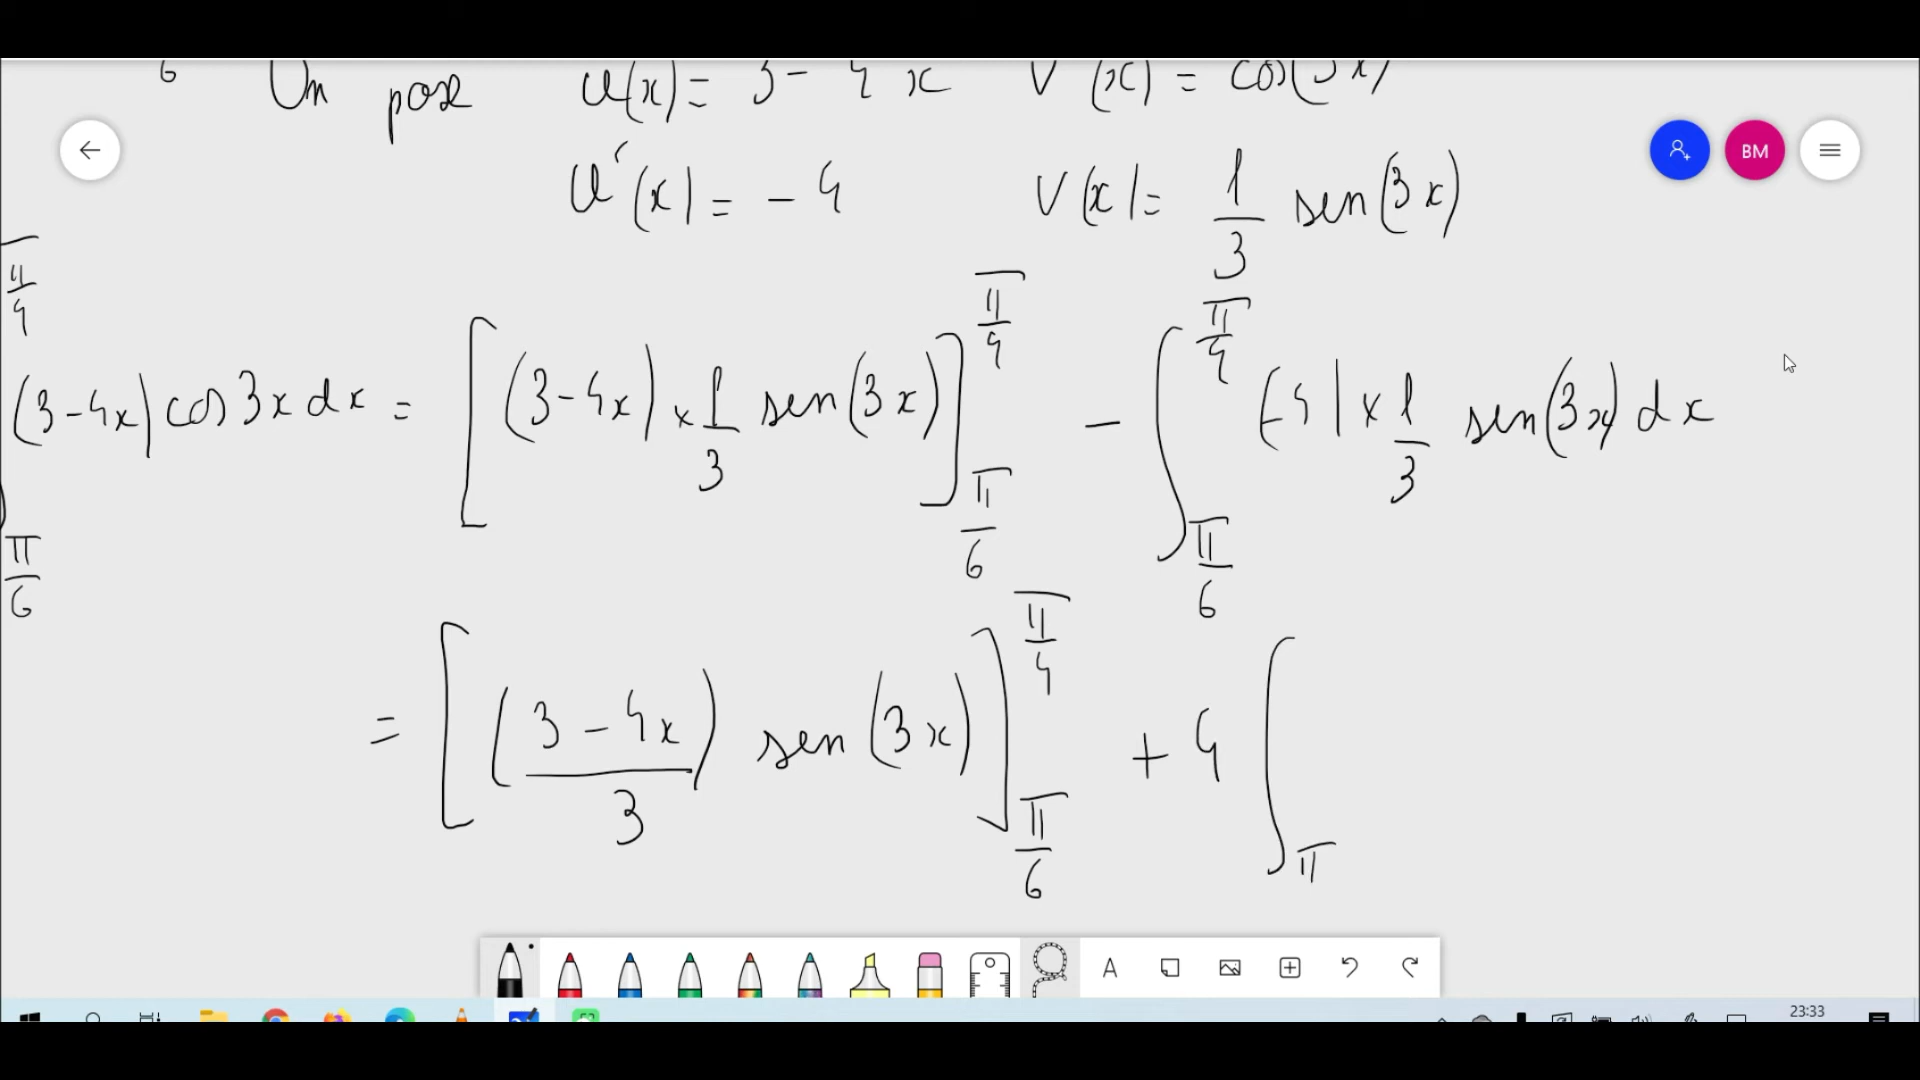 6 On pose u(x) = 3 - 4x V(x) = cos(3x)
u'(x) = -4 V(x) = 1/3 sen(3x)
π/4 π/6 (3-4x) cos 3x dx = [(3-4x) × 1/3 sen(3x)] π/4 π/6 - ∫ π/4 π/6 (-4) × 1/3 sen(3x) dx
= [((3-4x)/3) sen(3x)] π/4 π/6 + 4 ∫ π
BM
A
23:33